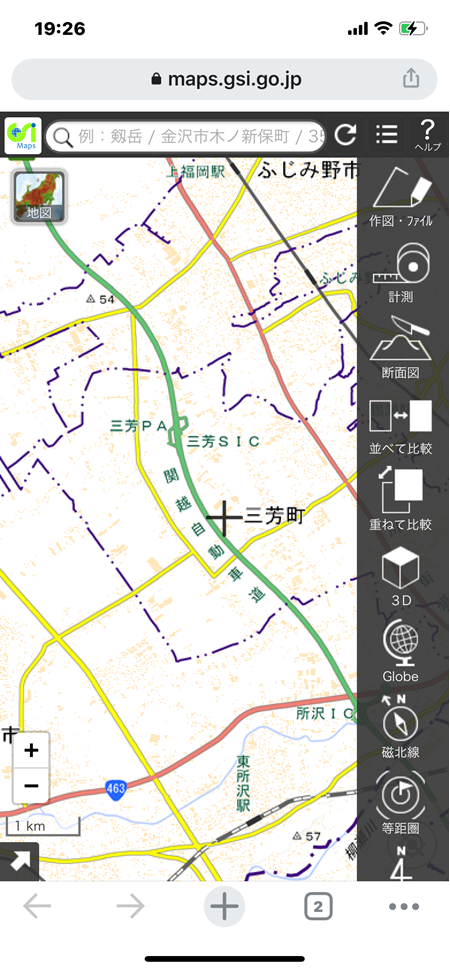 19:26
maps.gsi.go.jp
GSI
Maps
例：剱岳 / 金沢市木ノ新保町 / 35
ヘルプ
地図
上福岡駅
ふじみ野市
作図・ファイル
ふじみ
計測
54
断面図
三芳ＰＡ
三芳ＳＩＣ
並べて比較
関越自動車道
三芳町
重ねて比較
３Ｄ
Globe
所沢ＩＣ
N
磁北線
市
+
−
463
東所沢駅
等距圏
1 km
57
柳瀬川
N
2